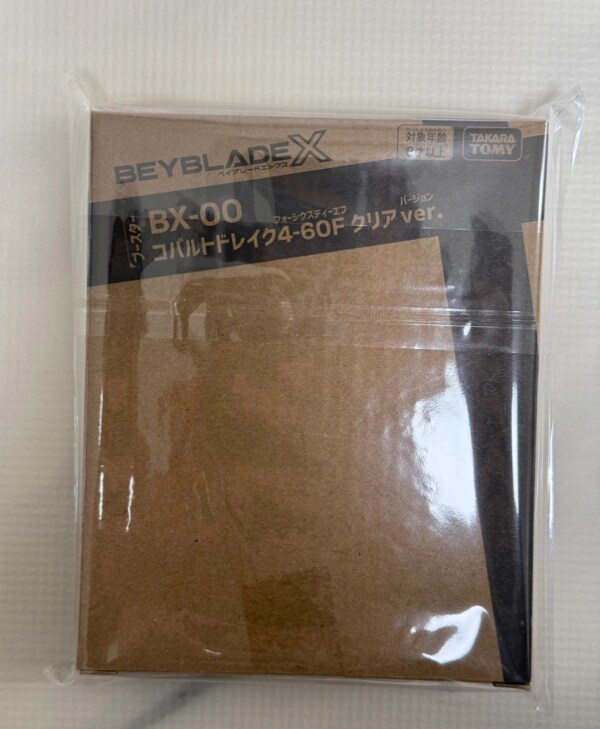 BEYBLADE X
ベイブレードエックス
対象年齢
8才以上
TAKARA
TOMY
ブースター
BX-00
フォーシックスティーエフ
バージョン
コバルトドレイク4-60F クリア ver.